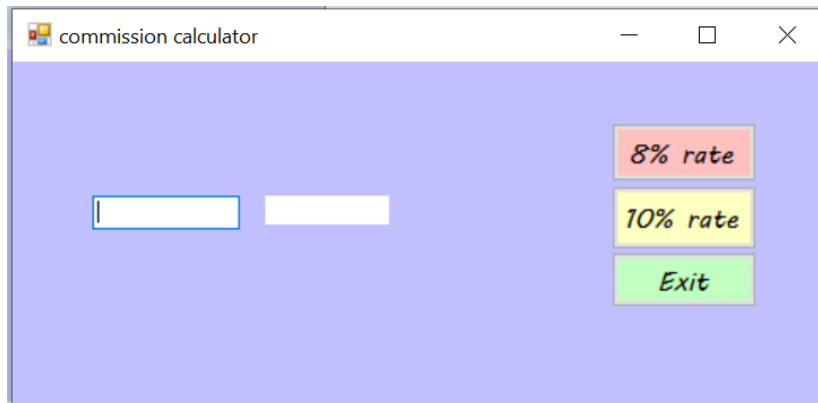 commission calculator
8% rate
10% rate
Exit